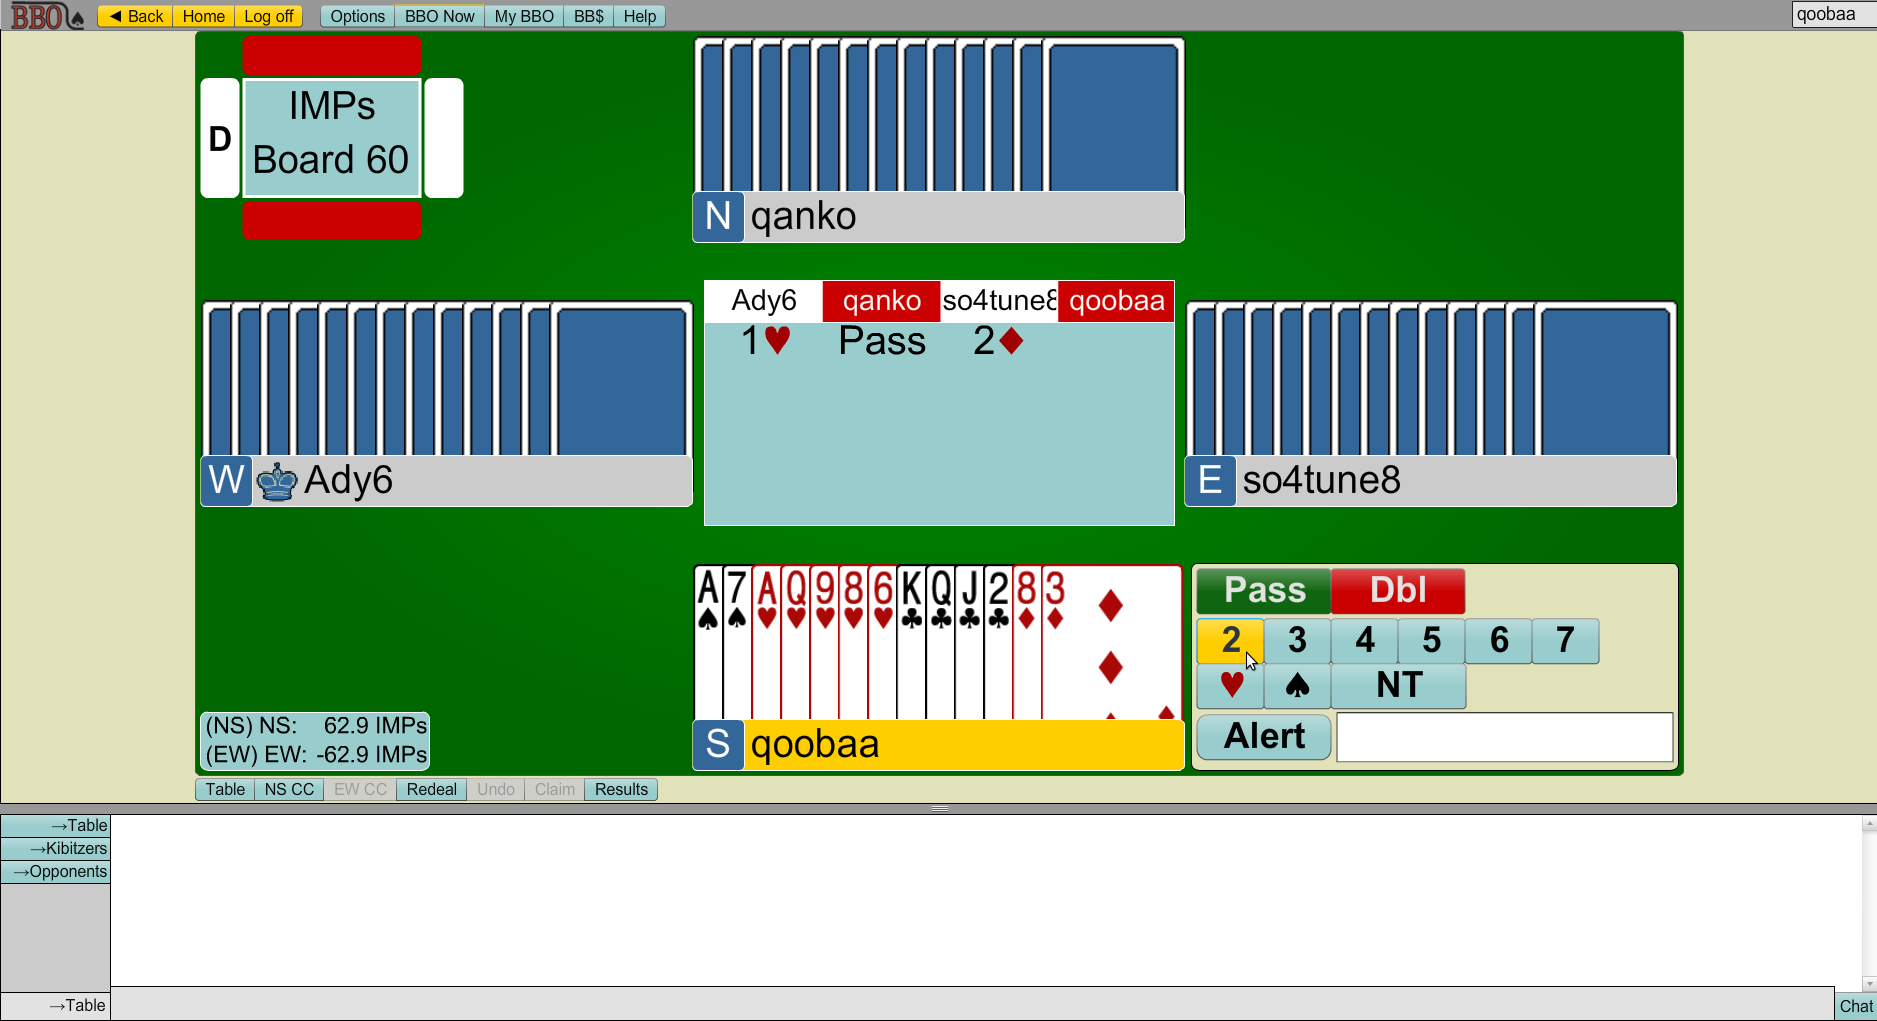 BBO ◄ Back Home Log off Options BBO Now My BBO BB$ Help qoobaa
IMPs
D
Board 60
N qanko
Ady6 qanko so4tune8 qoobaa
1♥ Pass 2♦
W Ady6
E so4tune8
A 7 A Q 9 8 6 K Q J 2 8 3
♠ ♠ ♥ ♥ ♥ ♥ ♥ ♣ ♣ ♣ ♣ ♦ ♦
Pass Dbl
2 3 4 5 6 7
♥ ♠ NT
Alert
(NS) NS: 62.9 IMPs
(EW) EW: -62.9 IMPs
S qoobaa
Table NS CC EW CC Redeal Undo Claim Results
→Table
→Kibitzers
→Opponents
→Table
Chat